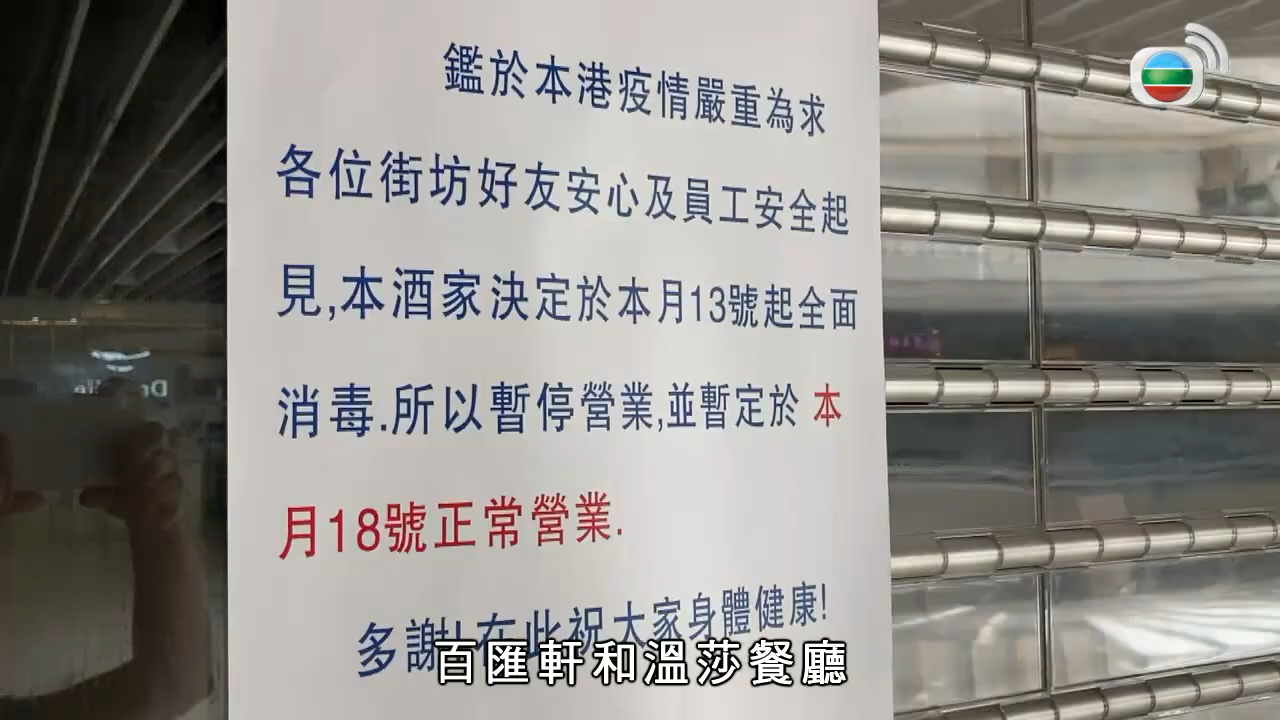 鑑於本港疫情嚴重為求
各位街坊好友安心及員工安全起
見,本酒家決定於本月13號起全面
消毒.所以暫停營業,並暫定於 本
月18號正常營業.
多謝!在此祝大家身體健康!
百匯軒和溫莎餐廳